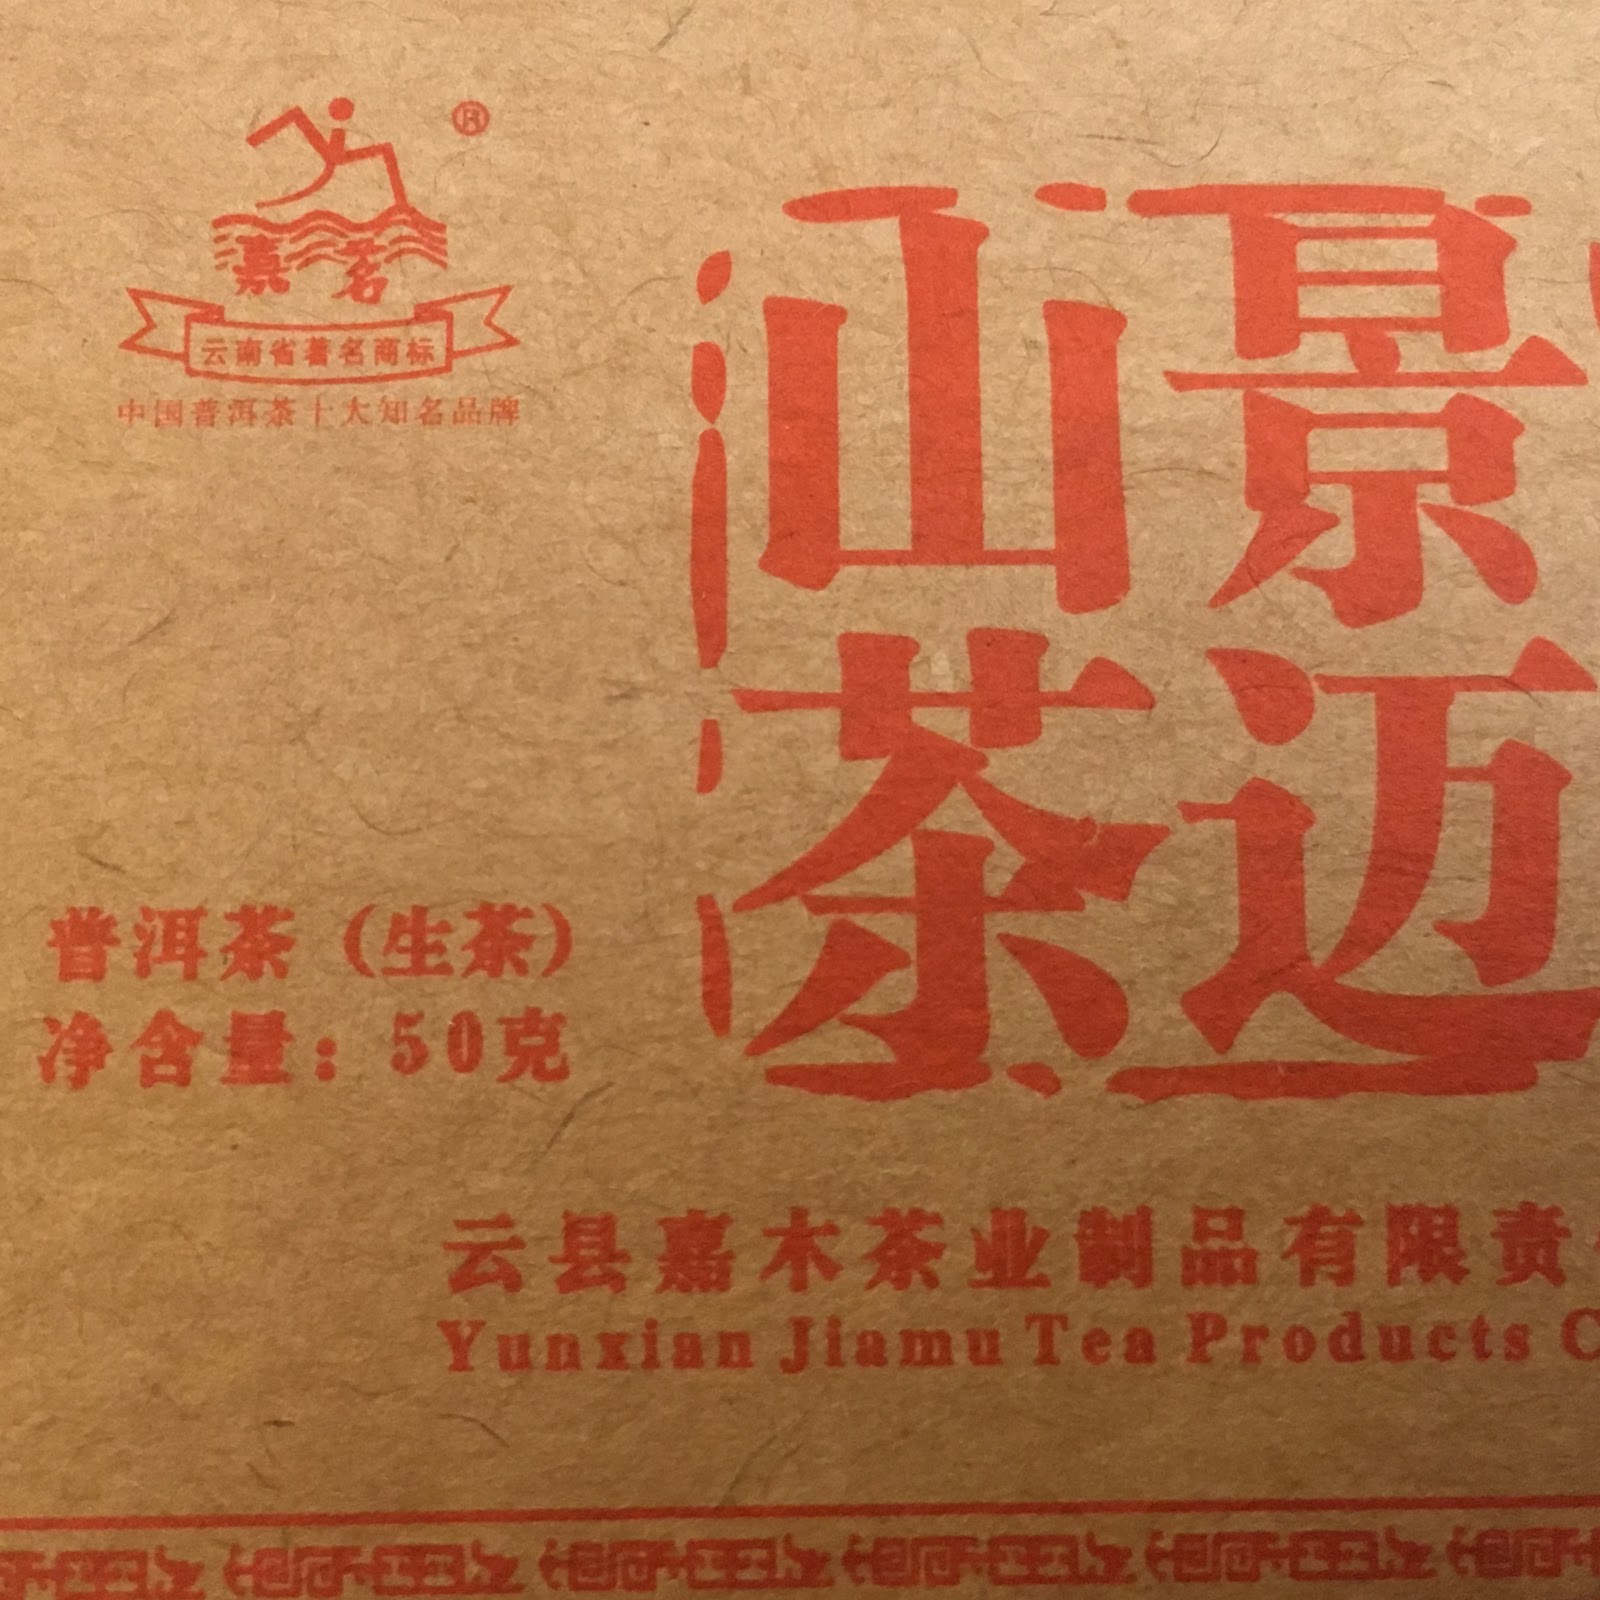 ®
嘉茗
云南省著名商标
中国普洱茶十大知名品牌
景迈
山茶
普洱茶（生茶）
净含量：50克
云县嘉木茶业制品有限责
Yunxian Jiamu Tea Products C